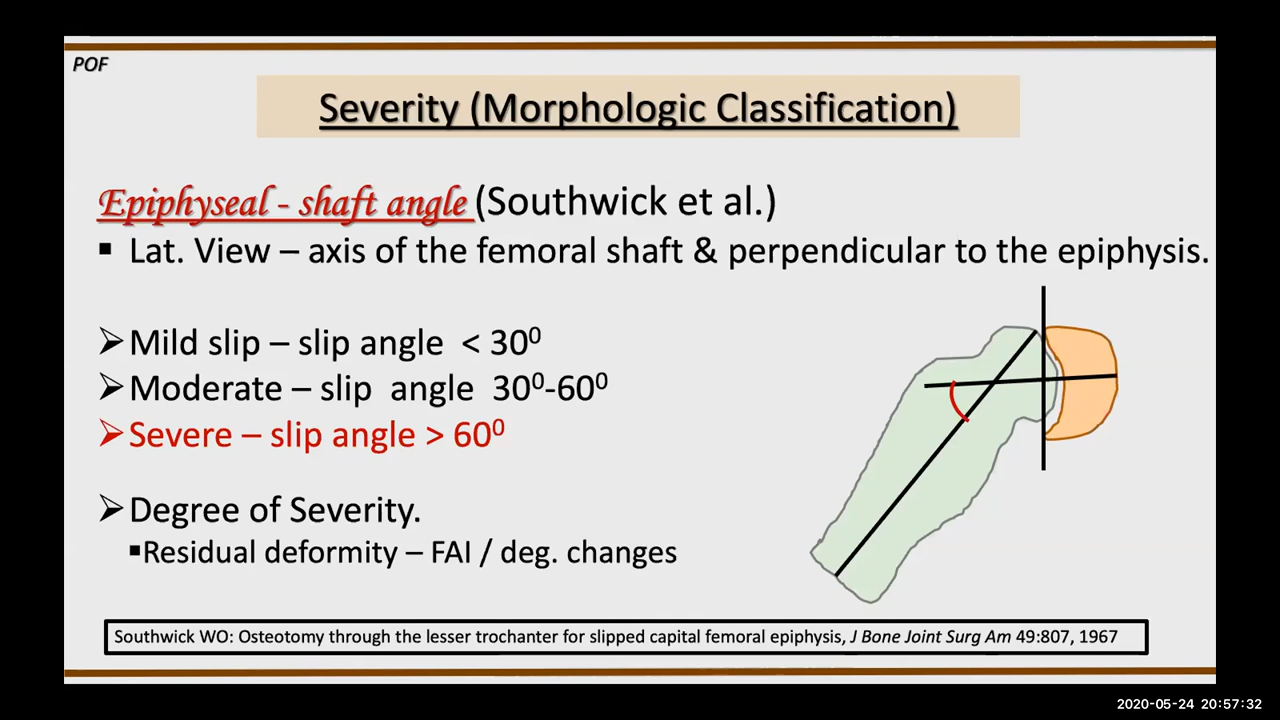 POF
Severity (Morphologic Classification)
Epiphyseal - shaft angle (Southwick et al.)
▪ Lat. View – axis of the femoral shaft & perpendicular to the epiphysis.
➢Mild slip – slip angle < 30⁰
➢Moderate – slip angle 30⁰-60⁰
➢Severe – slip angle > 60⁰
➢Degree of Severity.
▪Residual deformity – FAI / deg. changes
Southwick WO: Osteotomy through the lesser trochanter for slipped capital femoral epiphysis, J Bone Joint Surg Am 49:807, 1967
2020-05-24 20:57:32